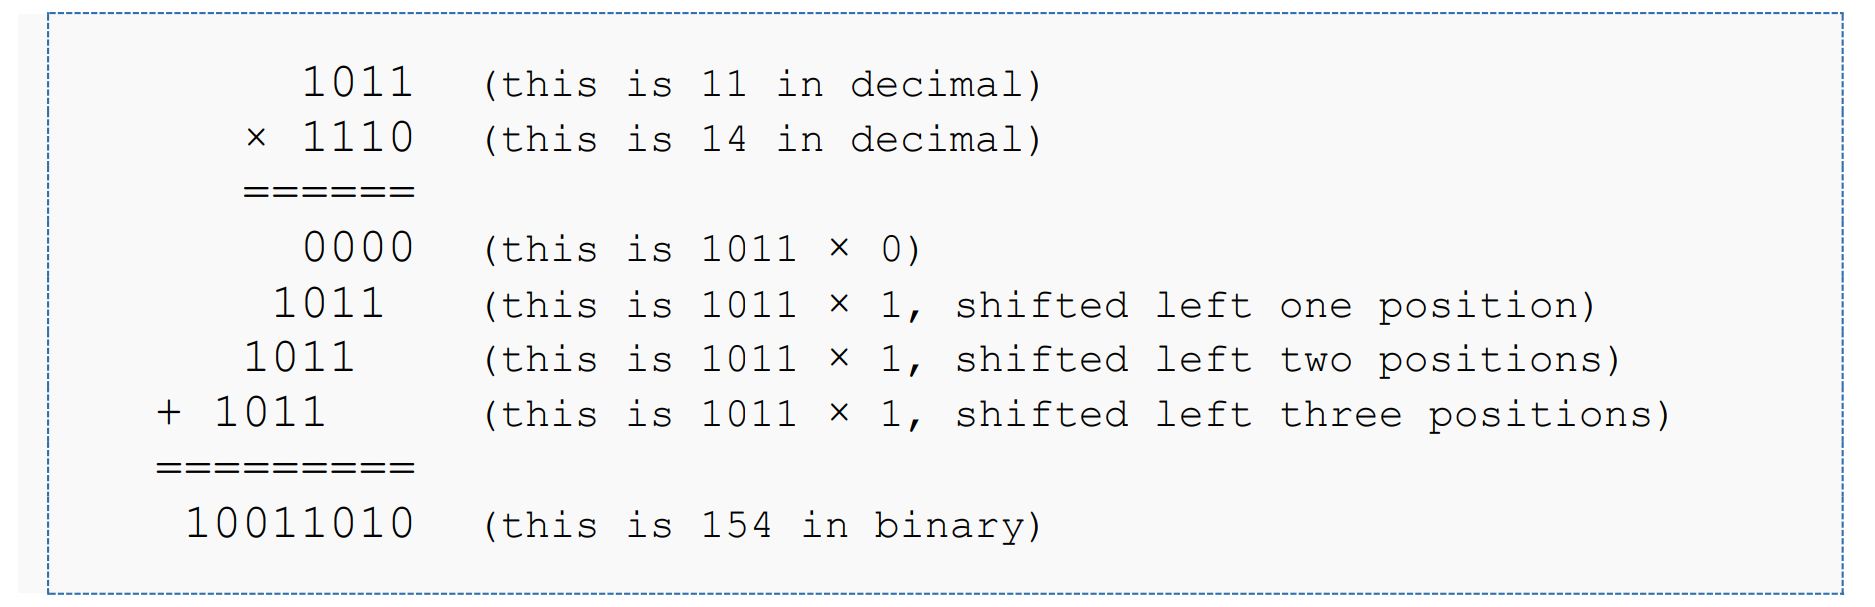 1011 (this is 11 in decimal)
× 1110 (this is 14 in decimal)
======
0000 (this is 1011 × 0)
1011 (this is 1011 × 1, shifted left one position)
1011 (this is 1011 × 1, shifted left two positions)
+ 1011 (this is 1011 × 1, shifted left three positions)
=========
10011010 (this is 154 in binary)